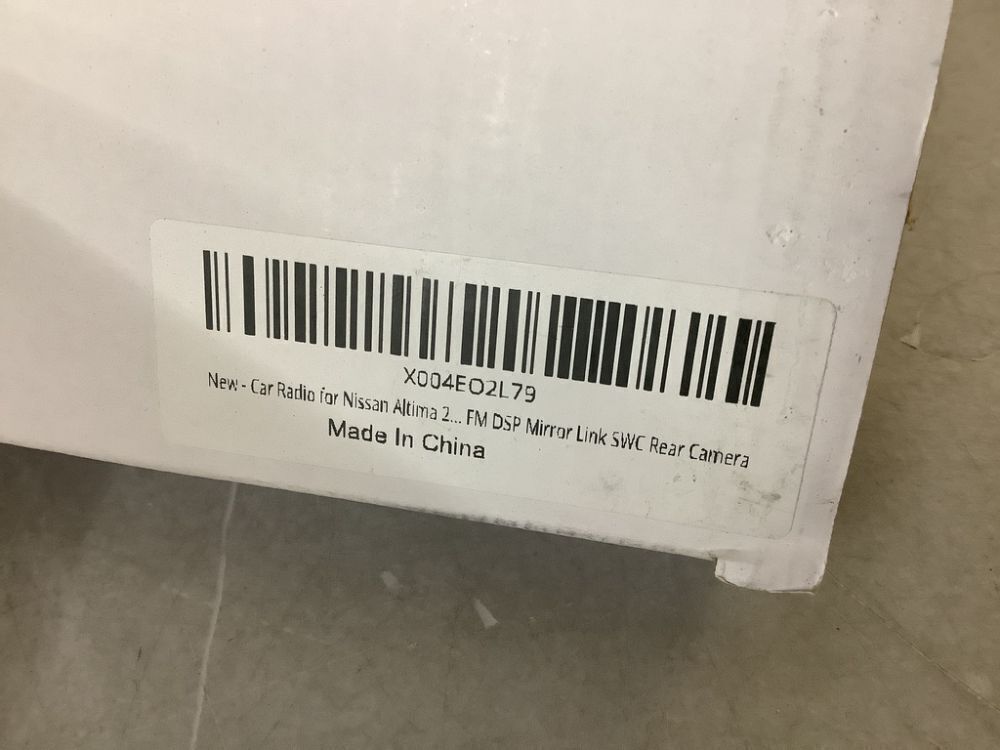 X004EO2L79
New - Car Radio for Nissan Altima 2... FM DSP Mirror Link SWC Rear Camera
Made In China